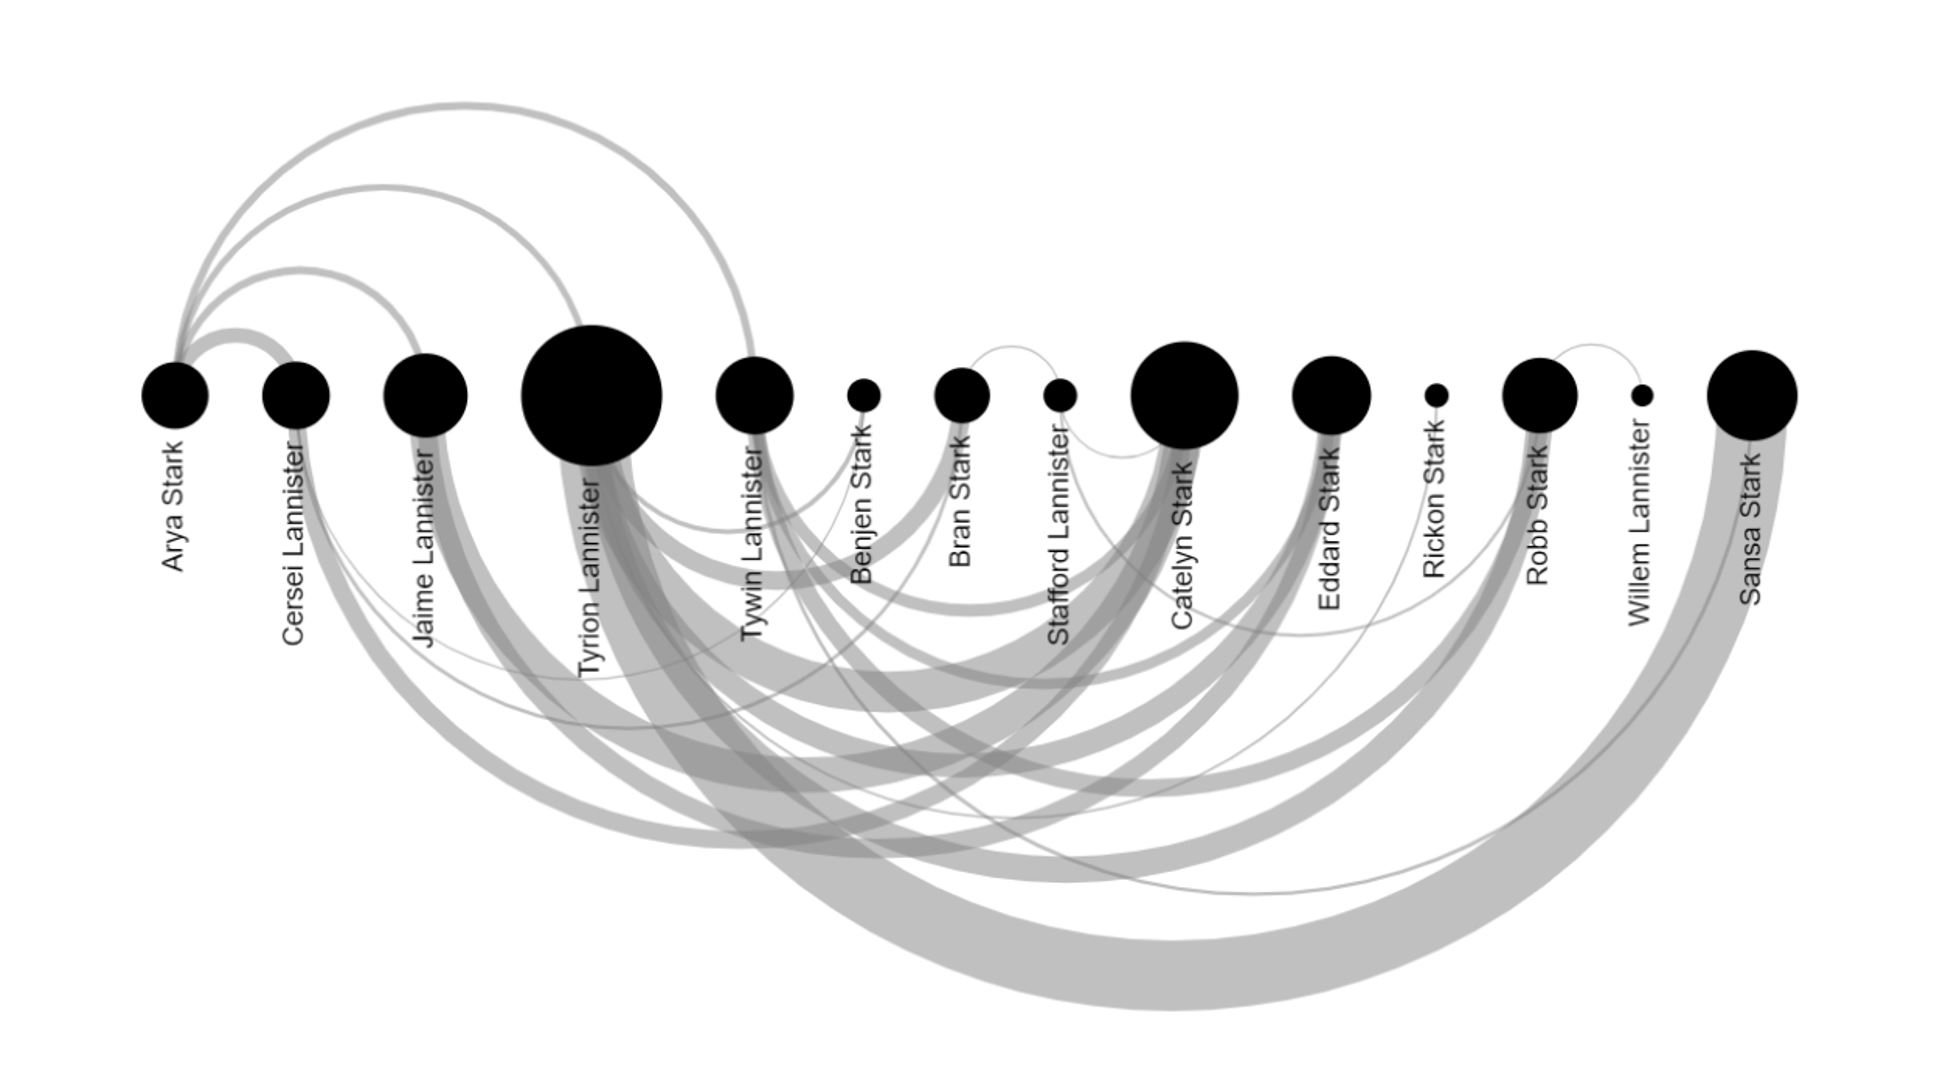 Arya Stark
Cersei Lannister
Jaime Lannister
Tyrion Lannister
Tywin Lannister
Benjen Stark
Bran Stark
Stafford Lannister
Catelyn Stark
Eddard Stark
Rickon Stark
Robb Stark
Willem Lannister
Sansa Stark